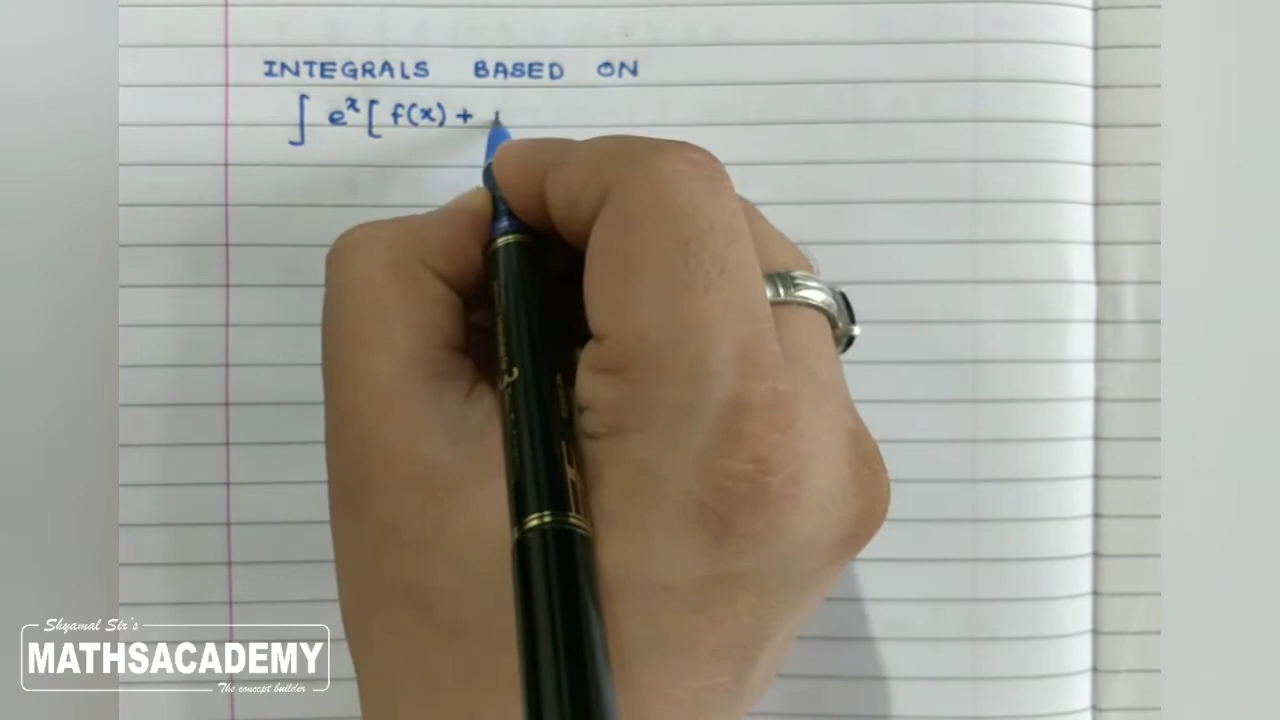 INTEGRALS BASED ON
∫ eˣ [ f(x) +
Shyamal Sir's
MATHSACADEMY
The concept builder